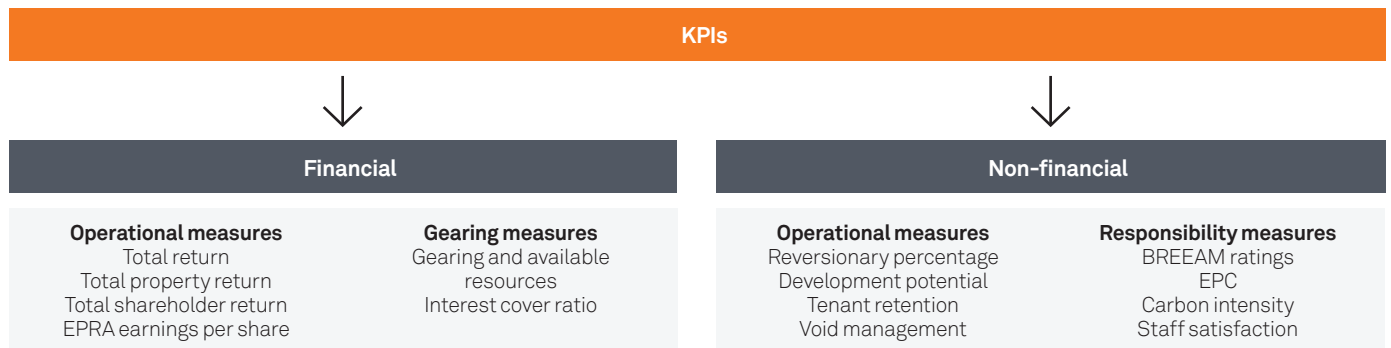 KPIs
Financial
Operational measures
Total return
Total property return
Total shareholder return
EPRA earnings per share
Gearing measures
Gearing and available
resources
Interest cover ratio
Non-financial
Operational measures
Reversionary percentage
Development potential
Tenant retention
Void management
Responsibility measures
BREEAM ratings
EPC
Carbon intensity
Staff satisfaction